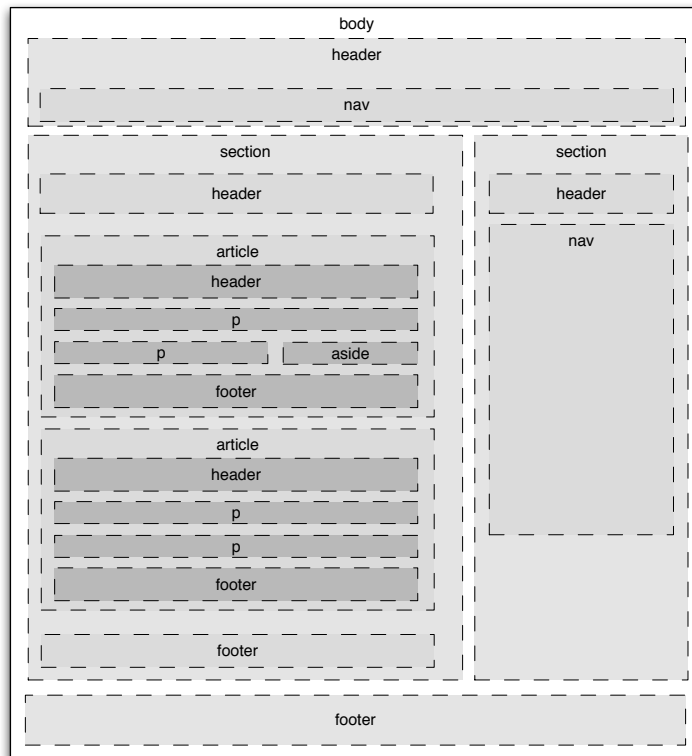 body
header
nav
section
header
article
header
p
p
aside
footer
article
header
p
p
footer
footer
section
header
nav
footer